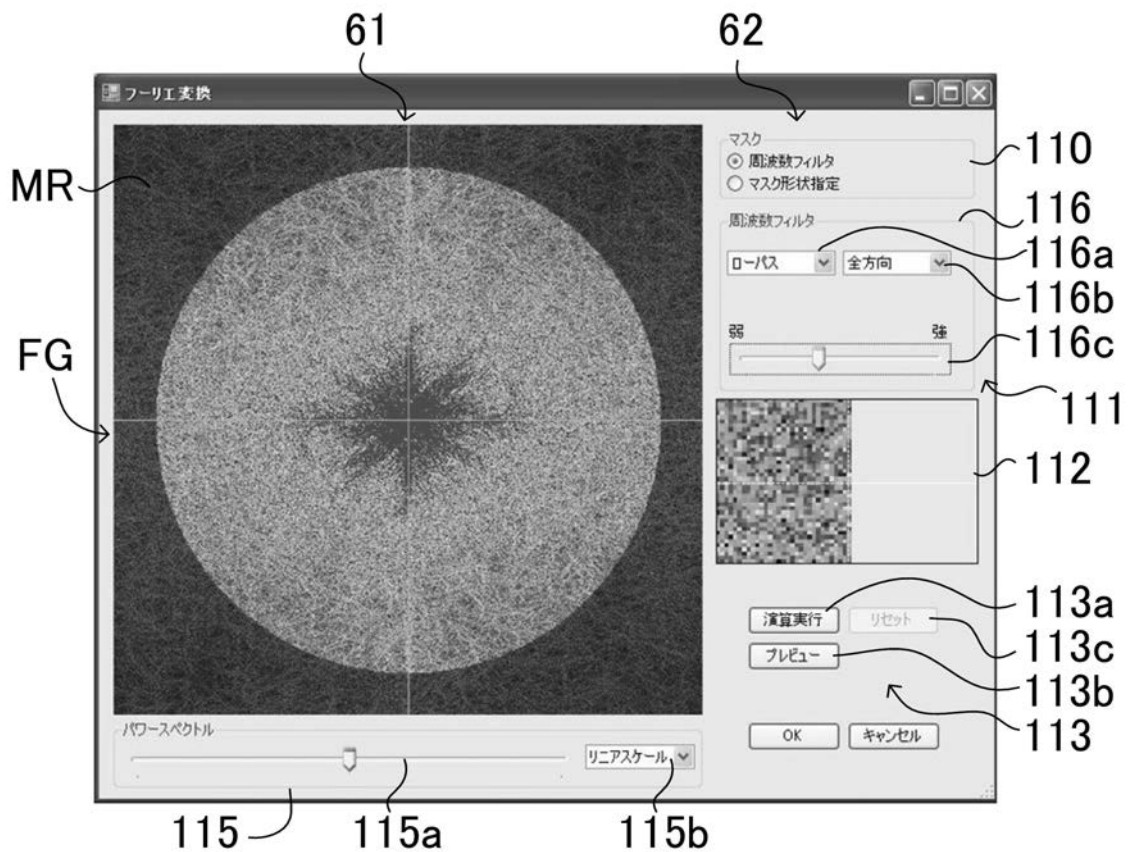 61
62
フーリエ変換
マスク
110
周波数フィルタ
マスク形状指定
MR
116
周波数フィルタ
116a
ローパス
全方向
116b
弱
強
116c
FG
111
112
113a
演算実行
リセット
113c
プレビュー
113b
113
パワースペクトル
OK
キャンセル
リニアスケール
115
115a
115b